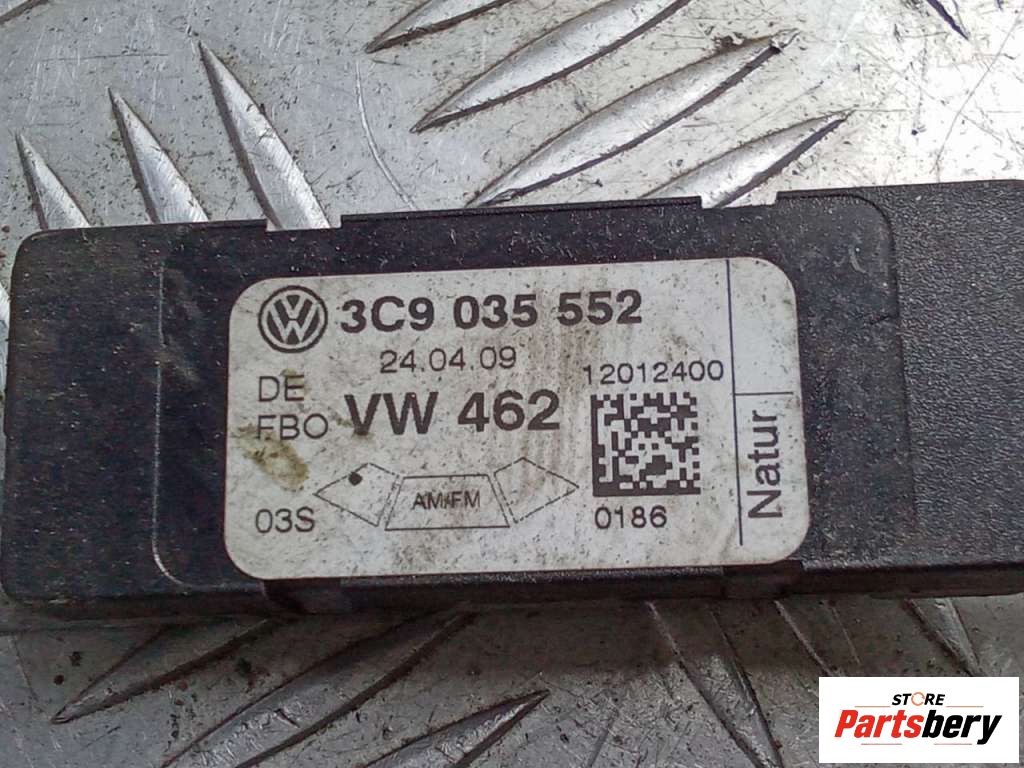 3C9 035 552
24.04.09
12012400
DE
FBO
VW 462
AM/FM
03S
0186
Natur
STORE
Partsbery